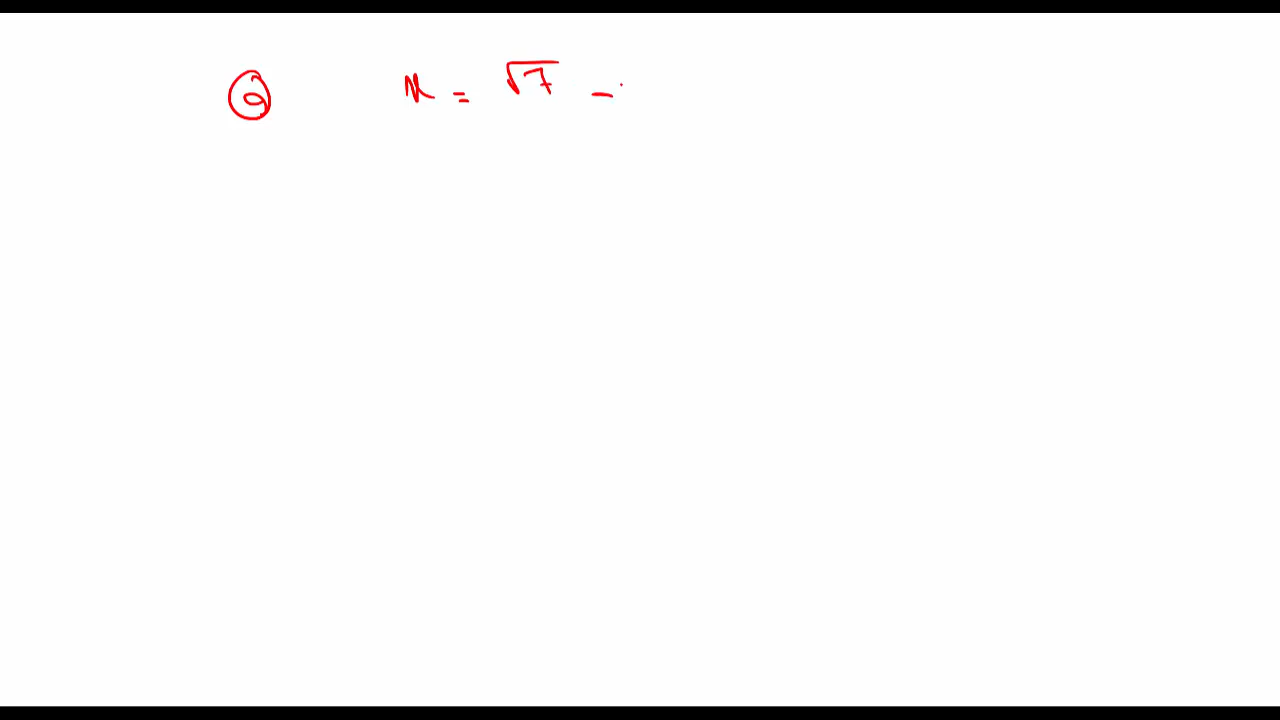 Q x = √7 -